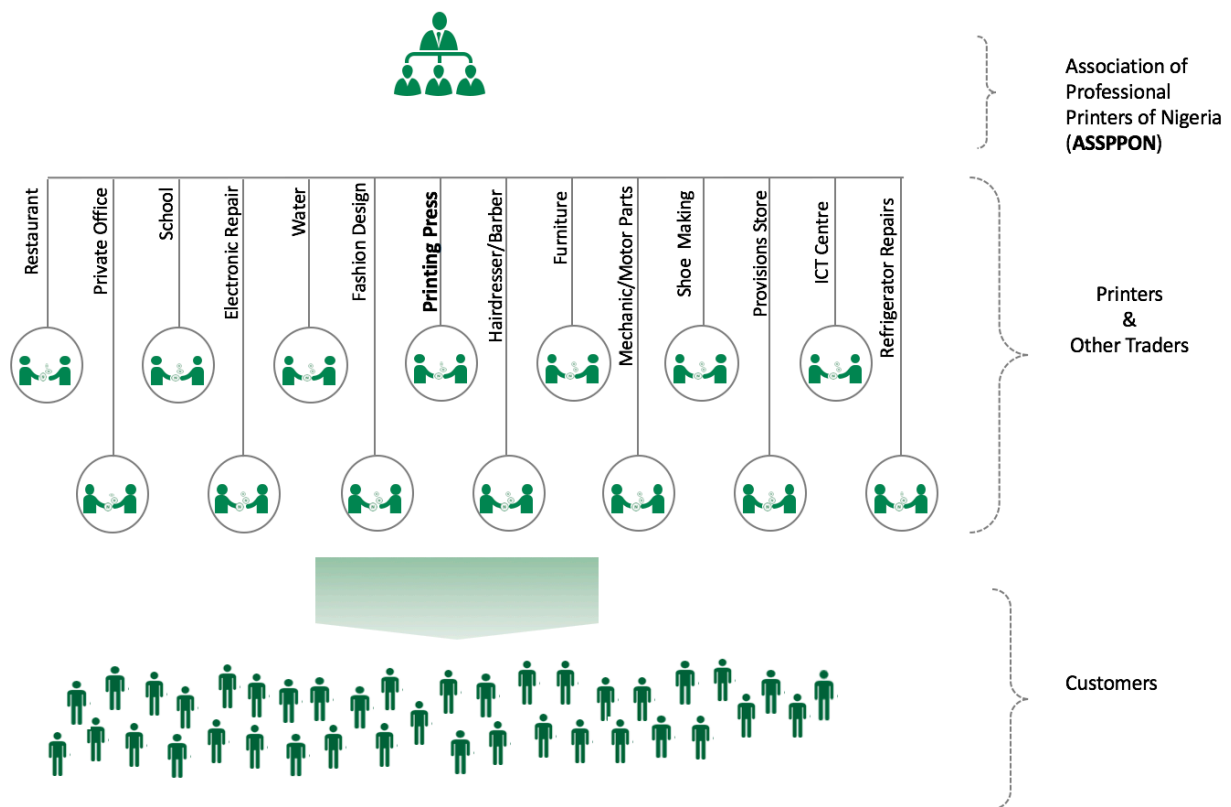 Association of
Professional
Printers of Nigeria
(ASSPPON)
Restaurant
Private Office
School
Electronic Repair
Water
Fashion Design
Printing Press
Hairdresser/Barber
Furniture
Mechanic/Motor Parts
Shoe Making
Provisions Store
ICT Centre
Refrigerator Repairs
Printers
&
Other Traders
Customers